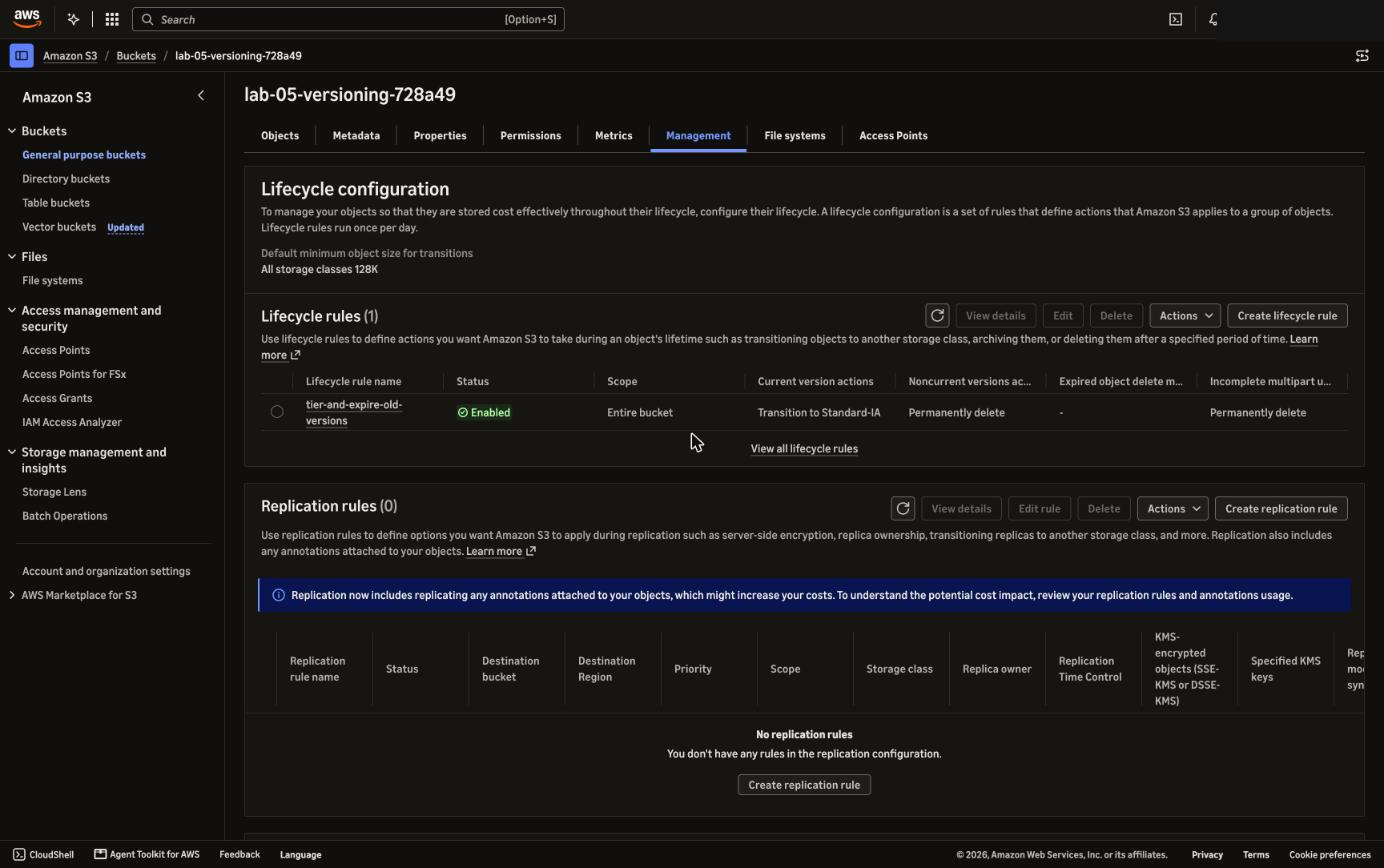 aws
Search
[Option+S]
Amazon S3 / Buckets / lab-05-versioning-728a49
Amazon S3
Buckets
General purpose buckets
Directory buckets
Table buckets
Vector buckets Updated
Files
File systems
Access management and
security
Access Points
Access Points for FSx
Access Grants
IAM Access Analyzer
Storage management and
insights
Storage Lens
Batch Operations
Account and organization settings
AWS Marketplace for S3
lab-05-versioning-728a49
Objects Metadata Properties Permissions Metrics Management File systems Access Points
Lifecycle configuration
To manage your objects so that they are stored cost effectively throughout their lifecycle, configure their lifecycle. A lifecycle configuration is a set of rules that define actions that Amazon S3 applies to a group of objects.
Lifecycle rules run once per day.
Default minimum object size for transitions
All storage classes 128K
Lifecycle rules (1)
View details Edit Delete Actions Create lifecycle rule
Use lifecycle rules to define actions you want Amazon S3 to take during an object's lifetime such as transitioning objects to another storage class, archiving them, or deleting them after a specified period of time. Learn
more
Lifecycle rule name Status Scope Current version actions Noncurrent versions ac... Expired object delete m... Incomplete multipart u...
tier-and-expire-old-
versions
Enabled Entire bucket Transition to Standard-IA Permanently delete - Permanently delete
View all lifecycle rules
Replication rules (0)
View details Edit rule Delete Actions Create replication rule
Use replication rules to define options you want Amazon S3 to apply during replication such as server-side encryption, replica ownership, transitioning replicas to another storage class, and more. Replication also includes
any annotations attached to your objects. Learn more
Replication now includes replicating any annotations attached to your objects, which might increase your costs. To understand the potential cost impact, review your replication rules and annotations usage.
Replication
rule name
Status
Destination
bucket
Destination
Region
Priority
Scope
Storage class
Replica owner
Replication
Time Control
KMS-
encrypted
objects (SSE-
KMS or DSSE-
KMS)
Specified KMS
keys
Rep
mo
syn
No replication rules
You don't have any rules in the replication configuration.
Create replication rule
CloudShell Agent Toolkit for AWS Feedback Language
© 2026, Amazon Web Services, Inc. or its affiliates. Privacy Terms Cookie preferences